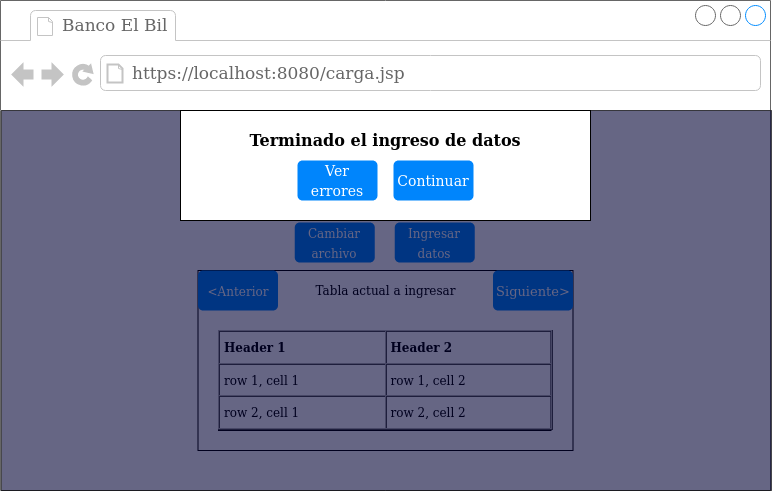 Banco El Bil
https://localhost:8080/carga.jsp
Terminado el ingreso de datos
Ver
errores
Continuar
Cambiar
archivo
Ingresar
datos
<Anterior
Tabla actual a ingresar
Siguiente>
Header 1 Header 2
row 1, cell 1 row 1, cell 2
row 2, cell 1 row 2, cell 2